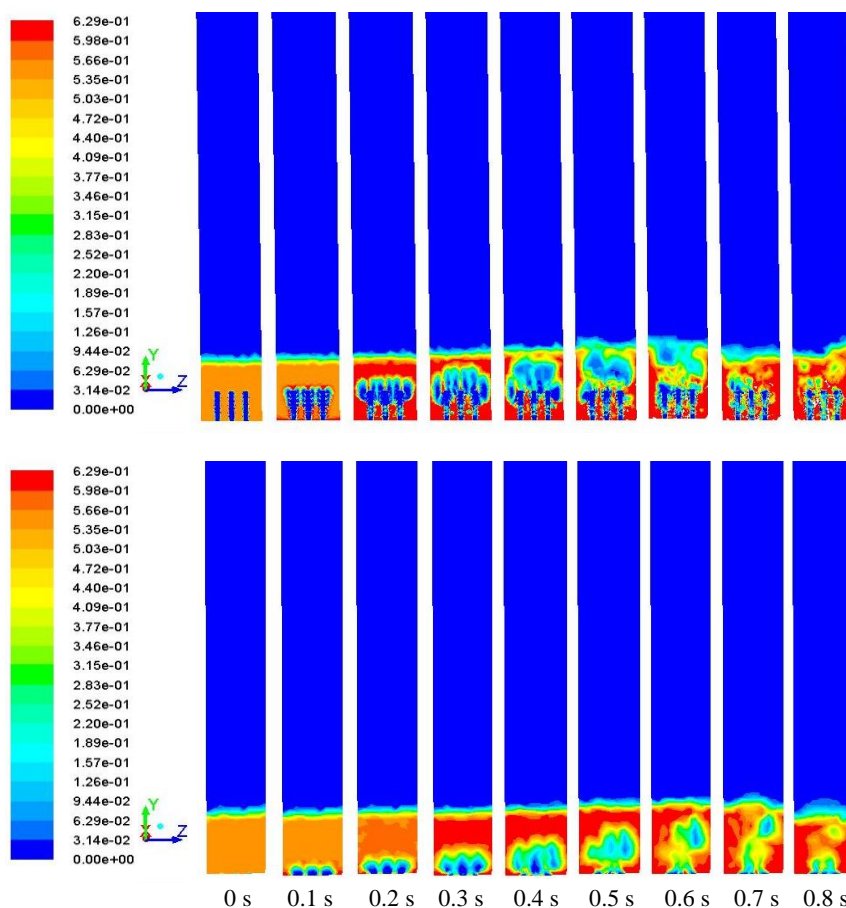 6.29e-01
5.98e-01
5.66e-01
5.35e-01
5.03e-01
4.72e-01
4.40e-01
4.09e-01
3.77e-01
3.46e-01
3.15e-01
2.83e-01
2.52e-01
2.20e-01
1.89e-01
1.57e-01
1.26e-01
9.44e-02
6.29e-02
3.14e-02
0.00e+00
Y
X
Z
6.29e-01
5.98e-01
5.66e-01
5.35e-01
5.03e-01
4.72e-01
4.40e-01
4.09e-01
3.77e-01
3.46e-01
3.15e-01
2.83e-01
2.52e-01
2.20e-01
1.89e-01
1.57e-01
1.26e-01
9.44e-02
6.29e-02
3.14e-02
0.00e+00
Y
X
Z
0 s 0.1 s 0.2 s 0.3 s 0.4 s 0.5 s 0.6 s 0.7 s 0.8 s